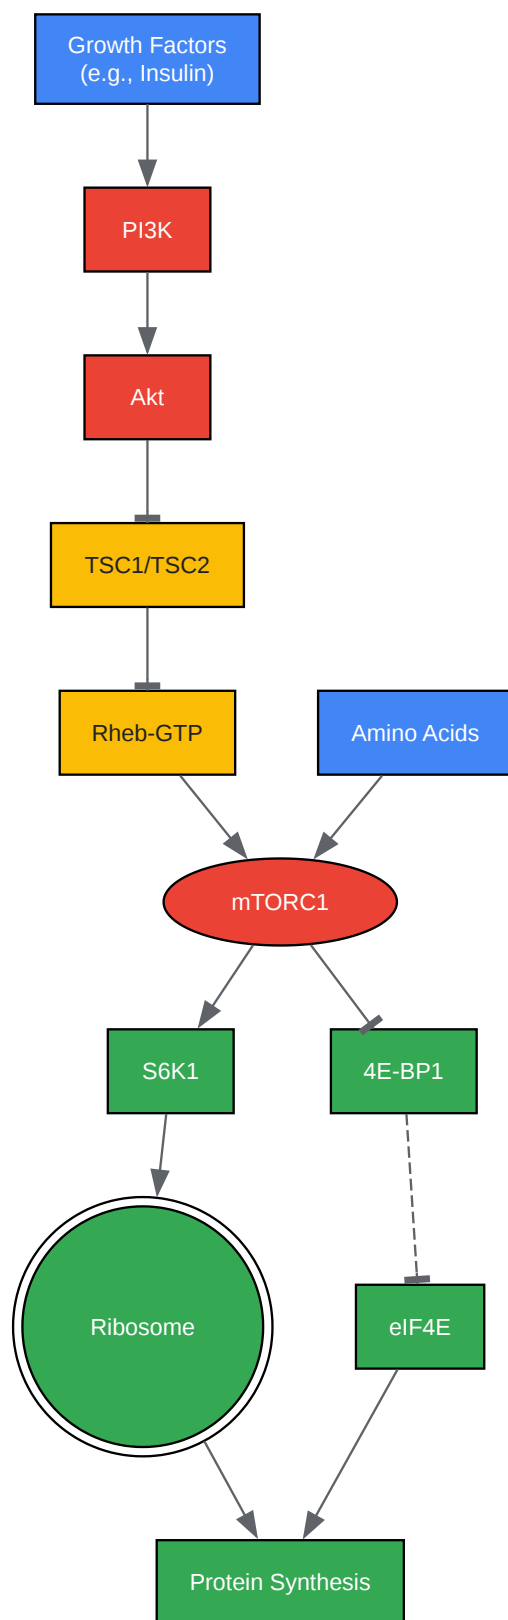 Growth Factors
(e.g., Insulin)
PI3K
Akt
TSC1/TSC2
Rheb-GTP
Amino Acids
mTORC1
S6K1
4E-BP1
Ribosome
eIF4E
Protein Synthesis